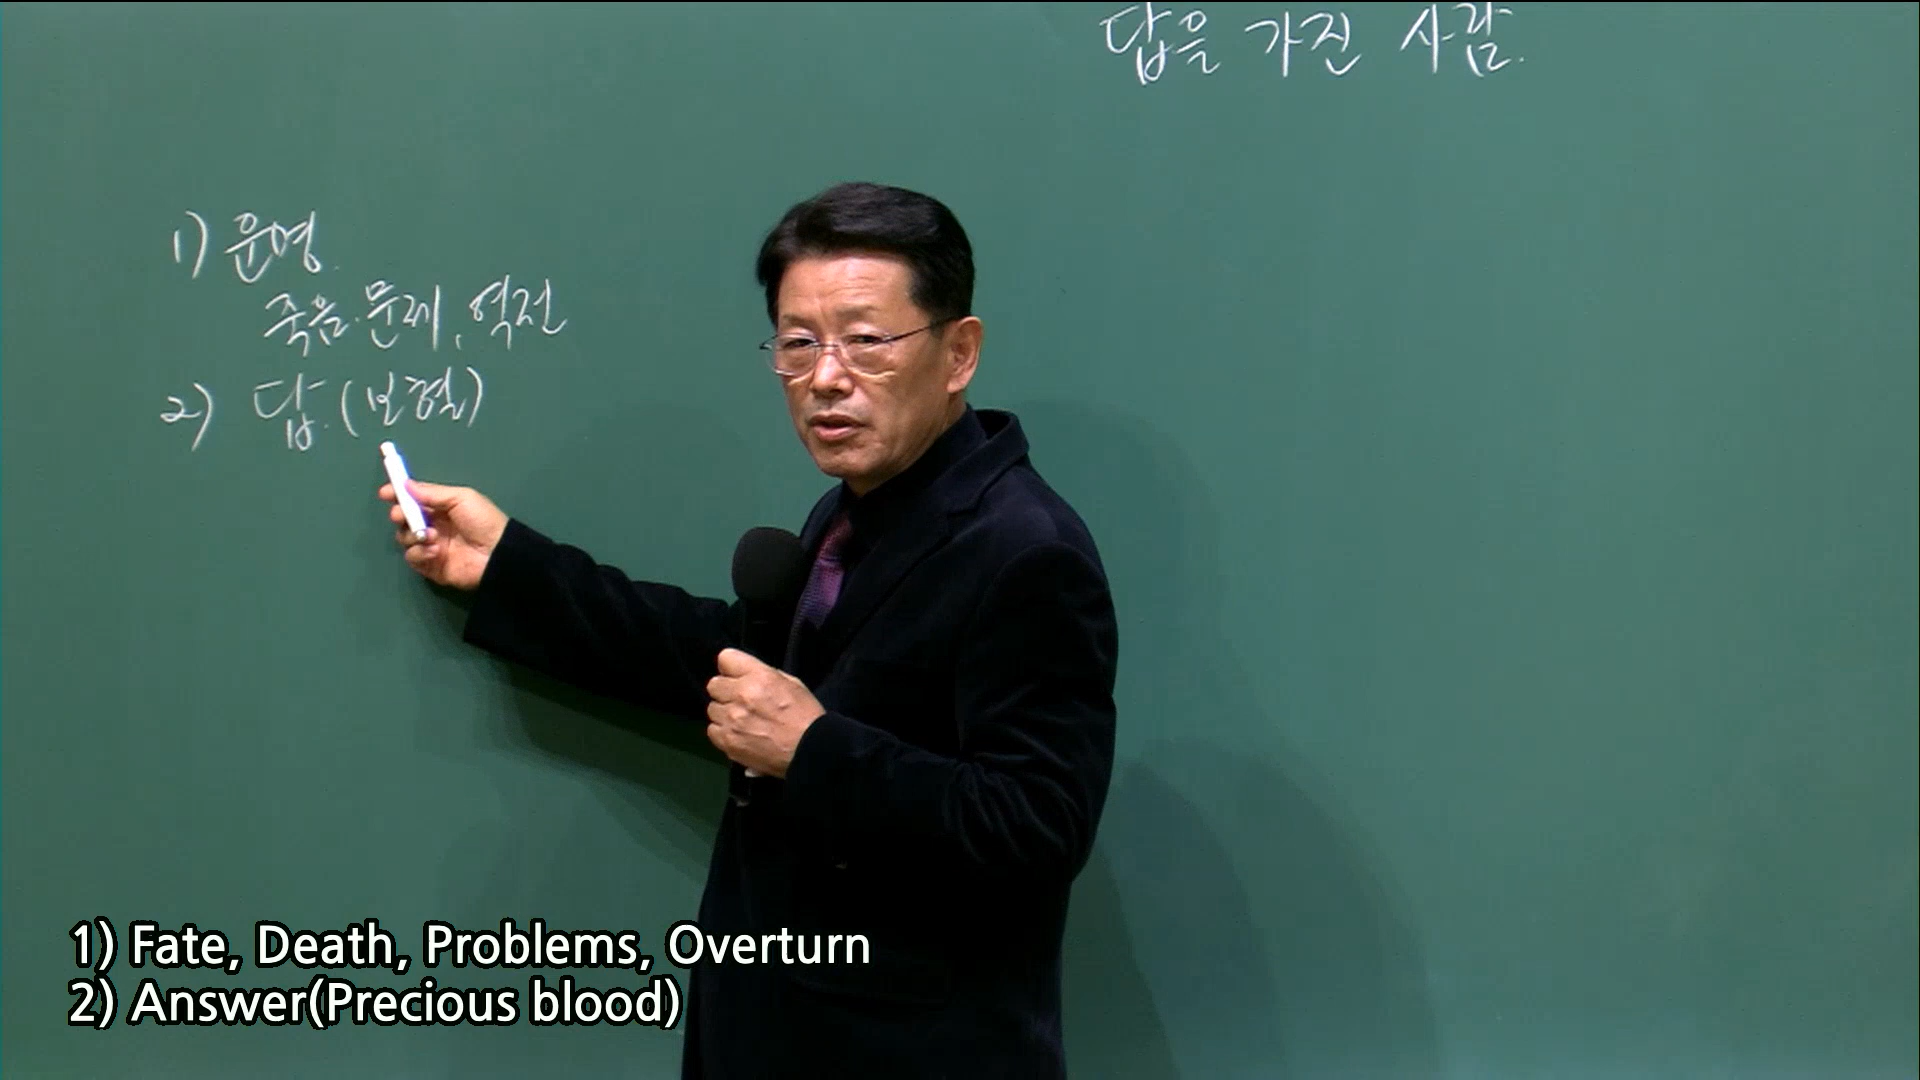 답을 가진 사람.
1) 운명.
죽음. 문제, 역전
2) 답. (보혈)
1) Fate, Death, Problems, Overturn
2) Answer(Precious blood)